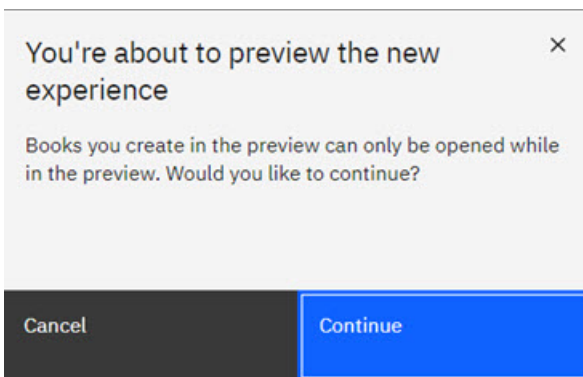 You're about to preview the new
experience
Books you create in the preview can only be opened while
in the preview. Would you like to continue?
Cancel
Continue